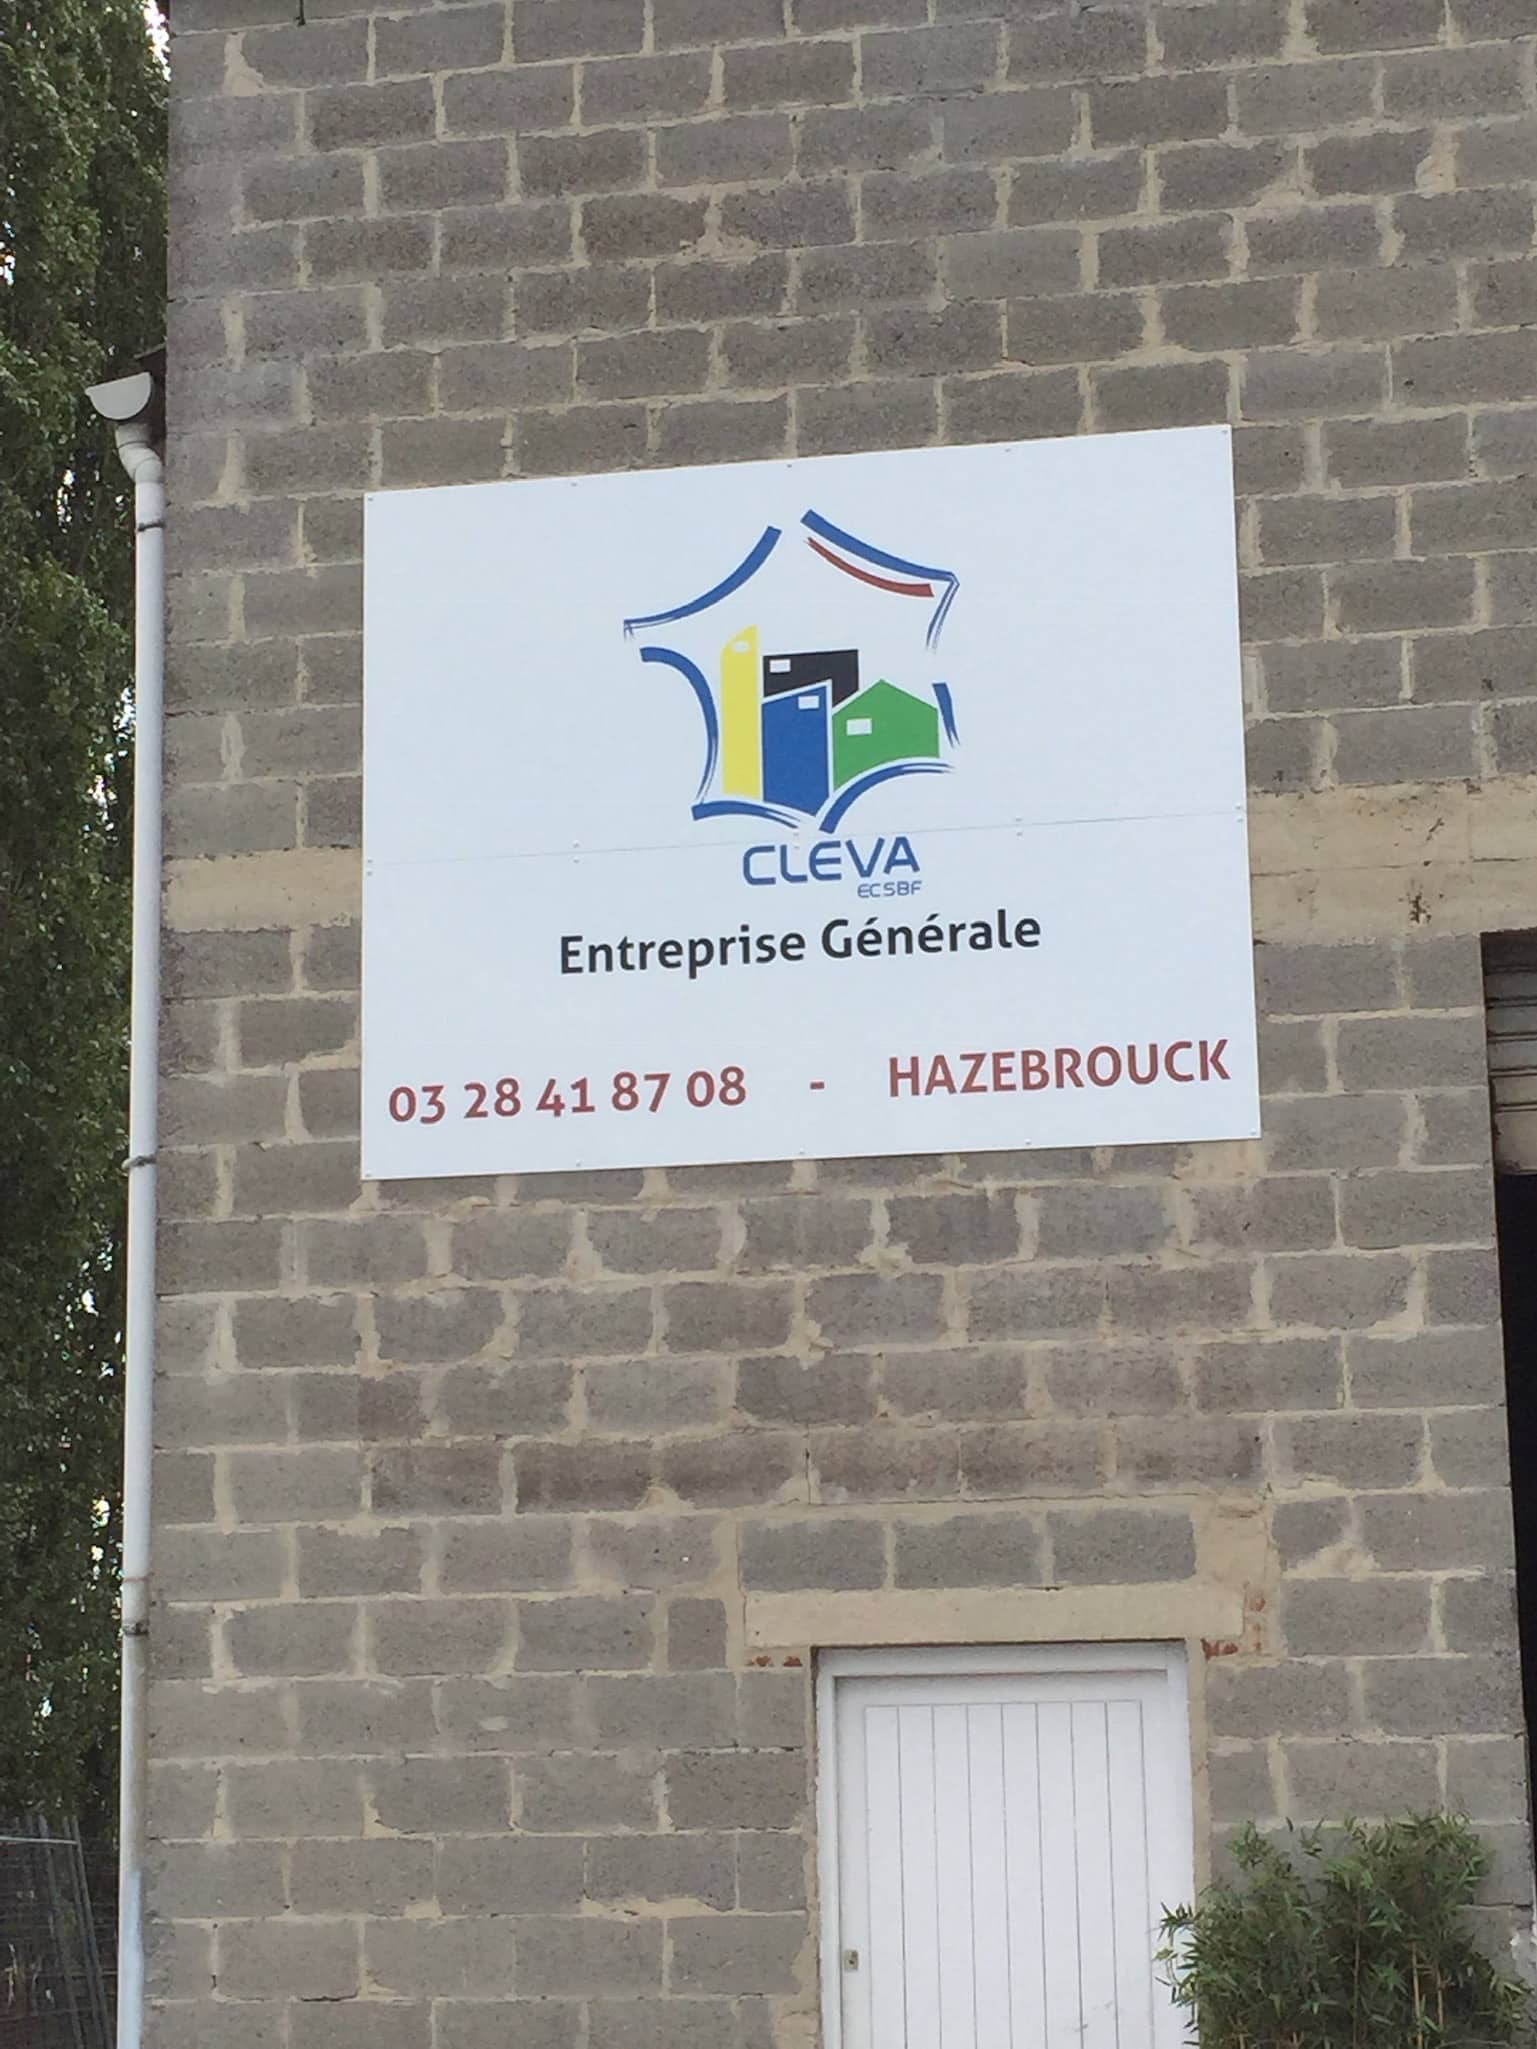 CLEVA
ECSBF
Entreprise Générale
03 28 41 87 08 - HAZEBROUCK